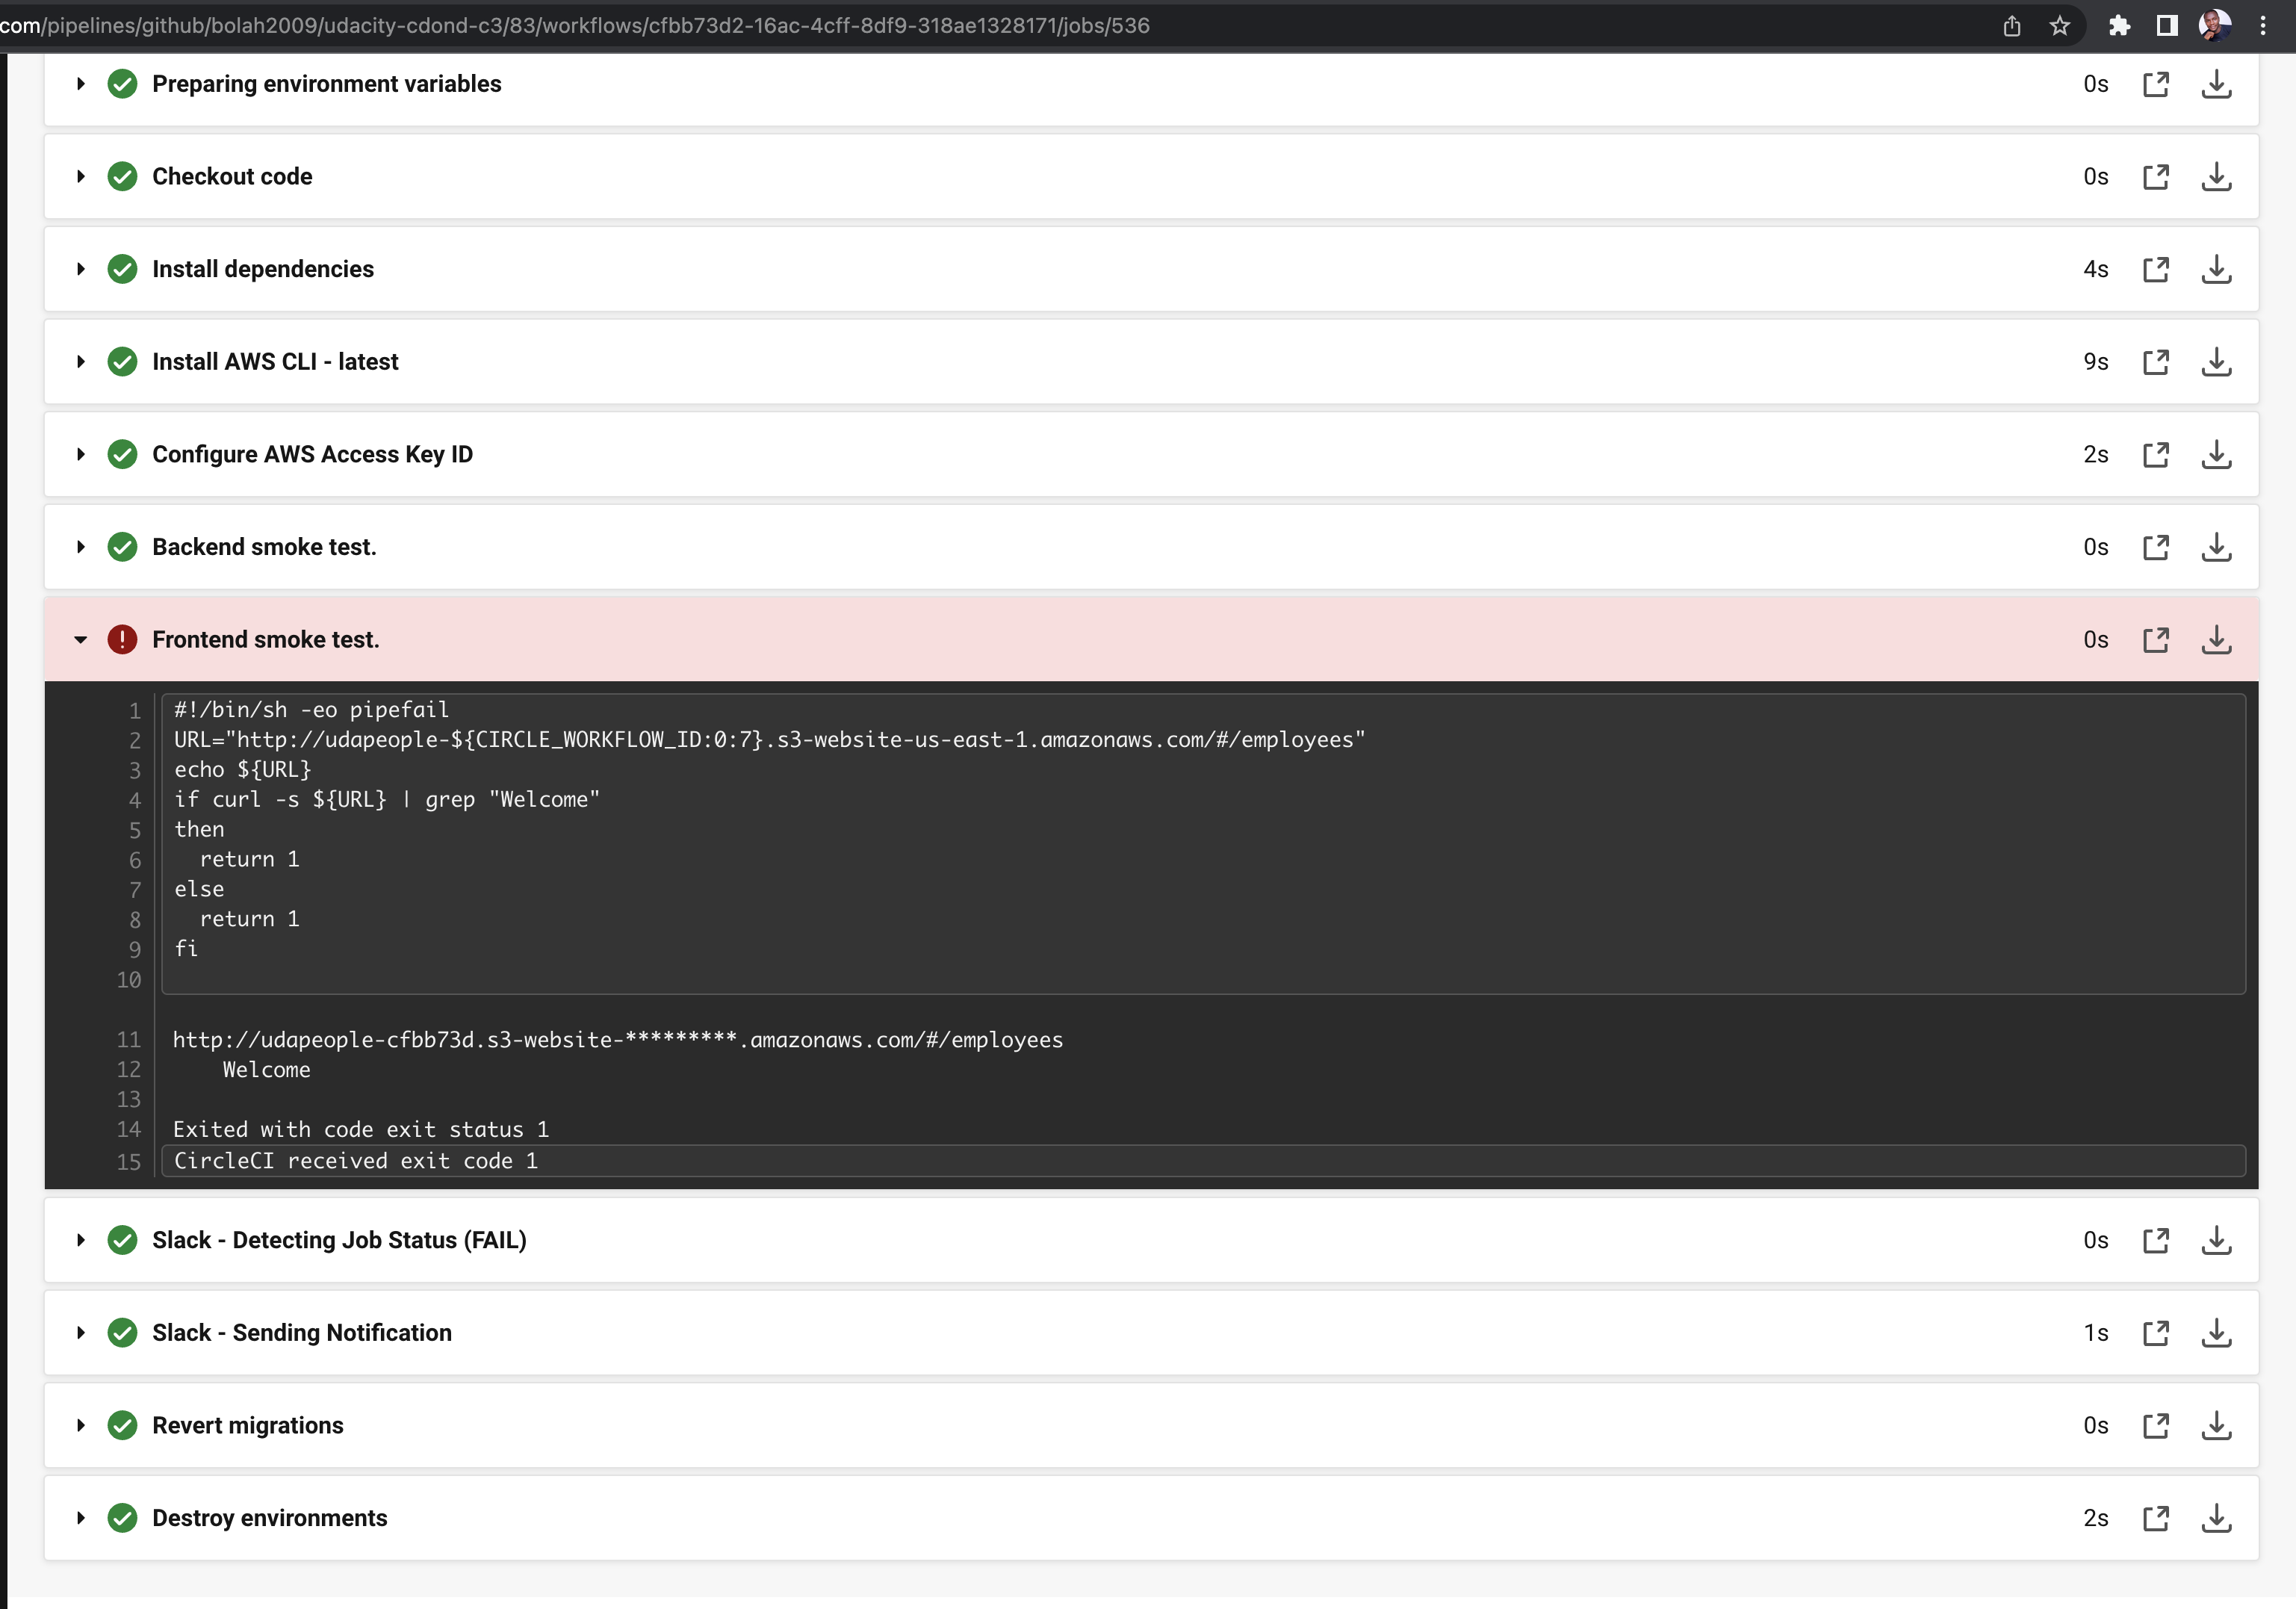 com/pipelines/github/bolah2009/udacity-cdond-c3/83/workflows/cfbb73d2-16ac-4cff-8df9-318ae1328171/jobs/536
Preparing environment variables 0s
Checkout code 0s
Install dependencies 4s
Install AWS CLI - latest 9s
Configure AWS Access Key ID 2s
Backend smoke test. 0s
Frontend smoke test. 0s
1 #!/bin/sh -eo pipefail
2 URL="http://udapeople-${CIRCLE_WORKFLOW_ID:0:7}.s3-website-us-east-1.amazonaws.com/#/employees"
3 echo ${URL}
4 if curl -s ${URL} | grep "Welcome"
5 then
6   return 1
7 else
8   return 1
9 fi
10
11 http://udapeople-cfbb73d.s3-website-*********.amazonaws.com/#/employees
12     Welcome
13
14 Exited with code exit status 1
15 CircleCI received exit code 1
Slack - Detecting Job Status (FAIL) 0s
Slack - Sending Notification 1s
Revert migrations 0s
Destroy environments 2s